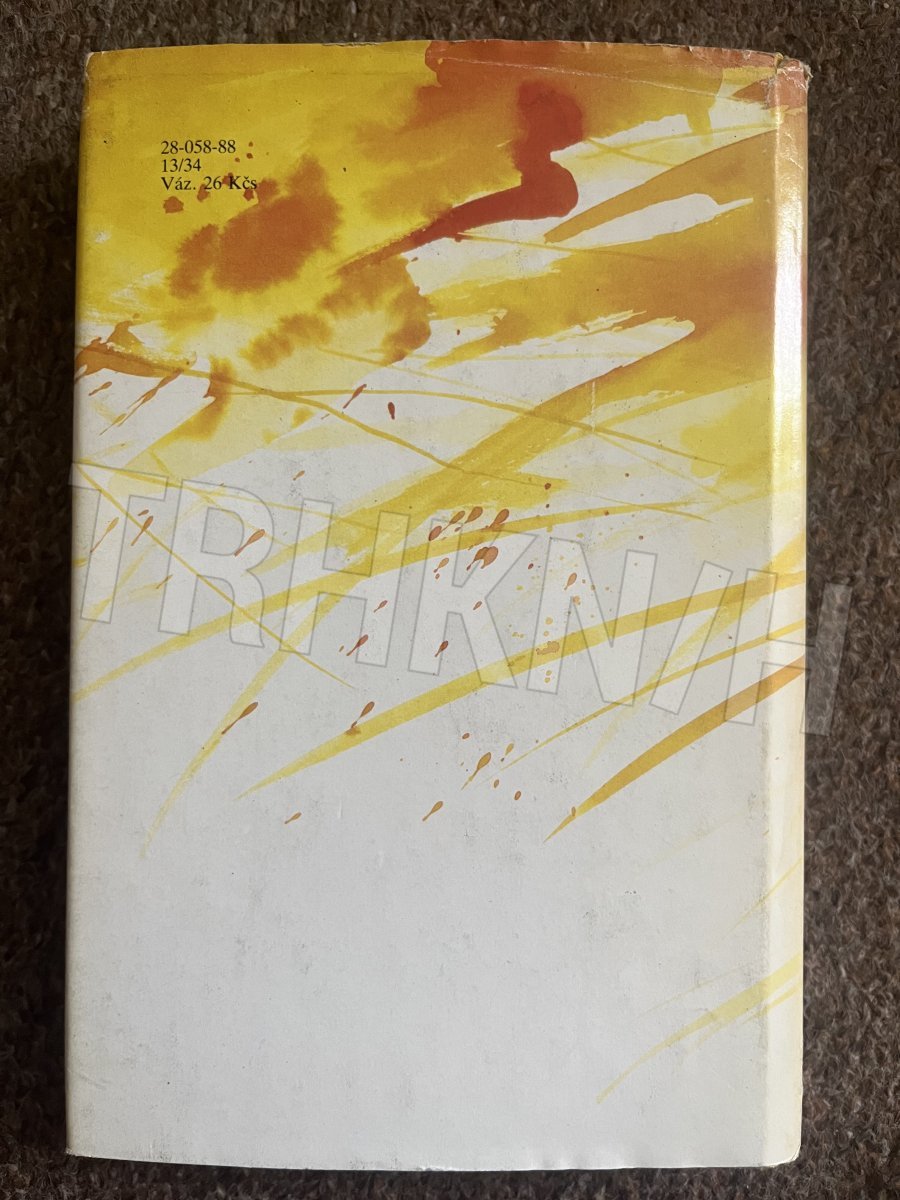 28-058-88
13/34
Váz. 26 Kčs
TRHKNIH